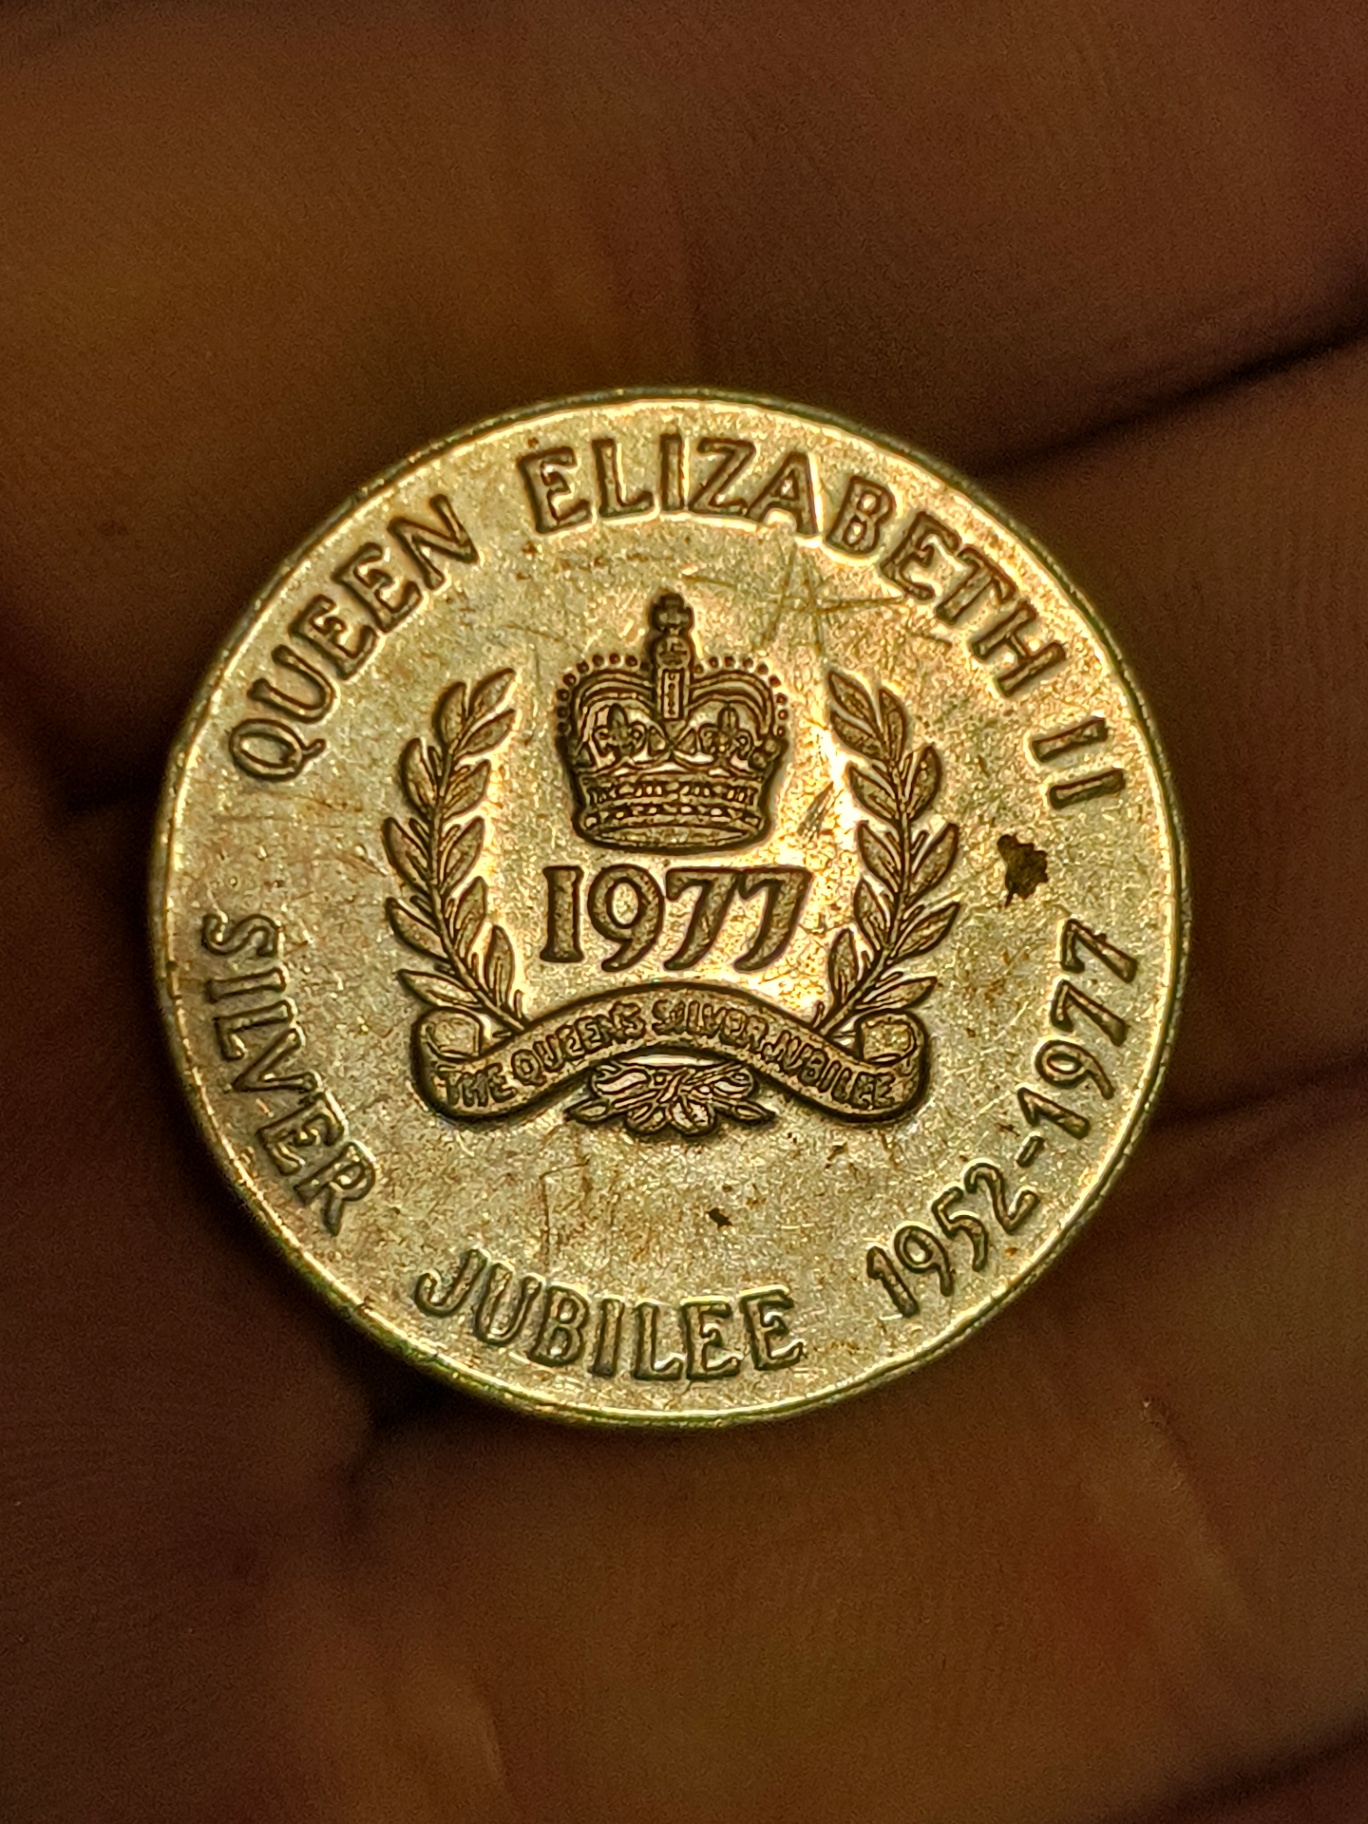 QUEEN ELIZABETH II
1977
THE QUEENS SILVER JUBILEE
SILVER JUBILEE 1952-1977